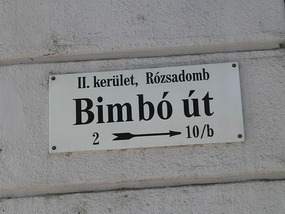 II. kerület, Rózsadomb
Bimbó út
2 → 10/b